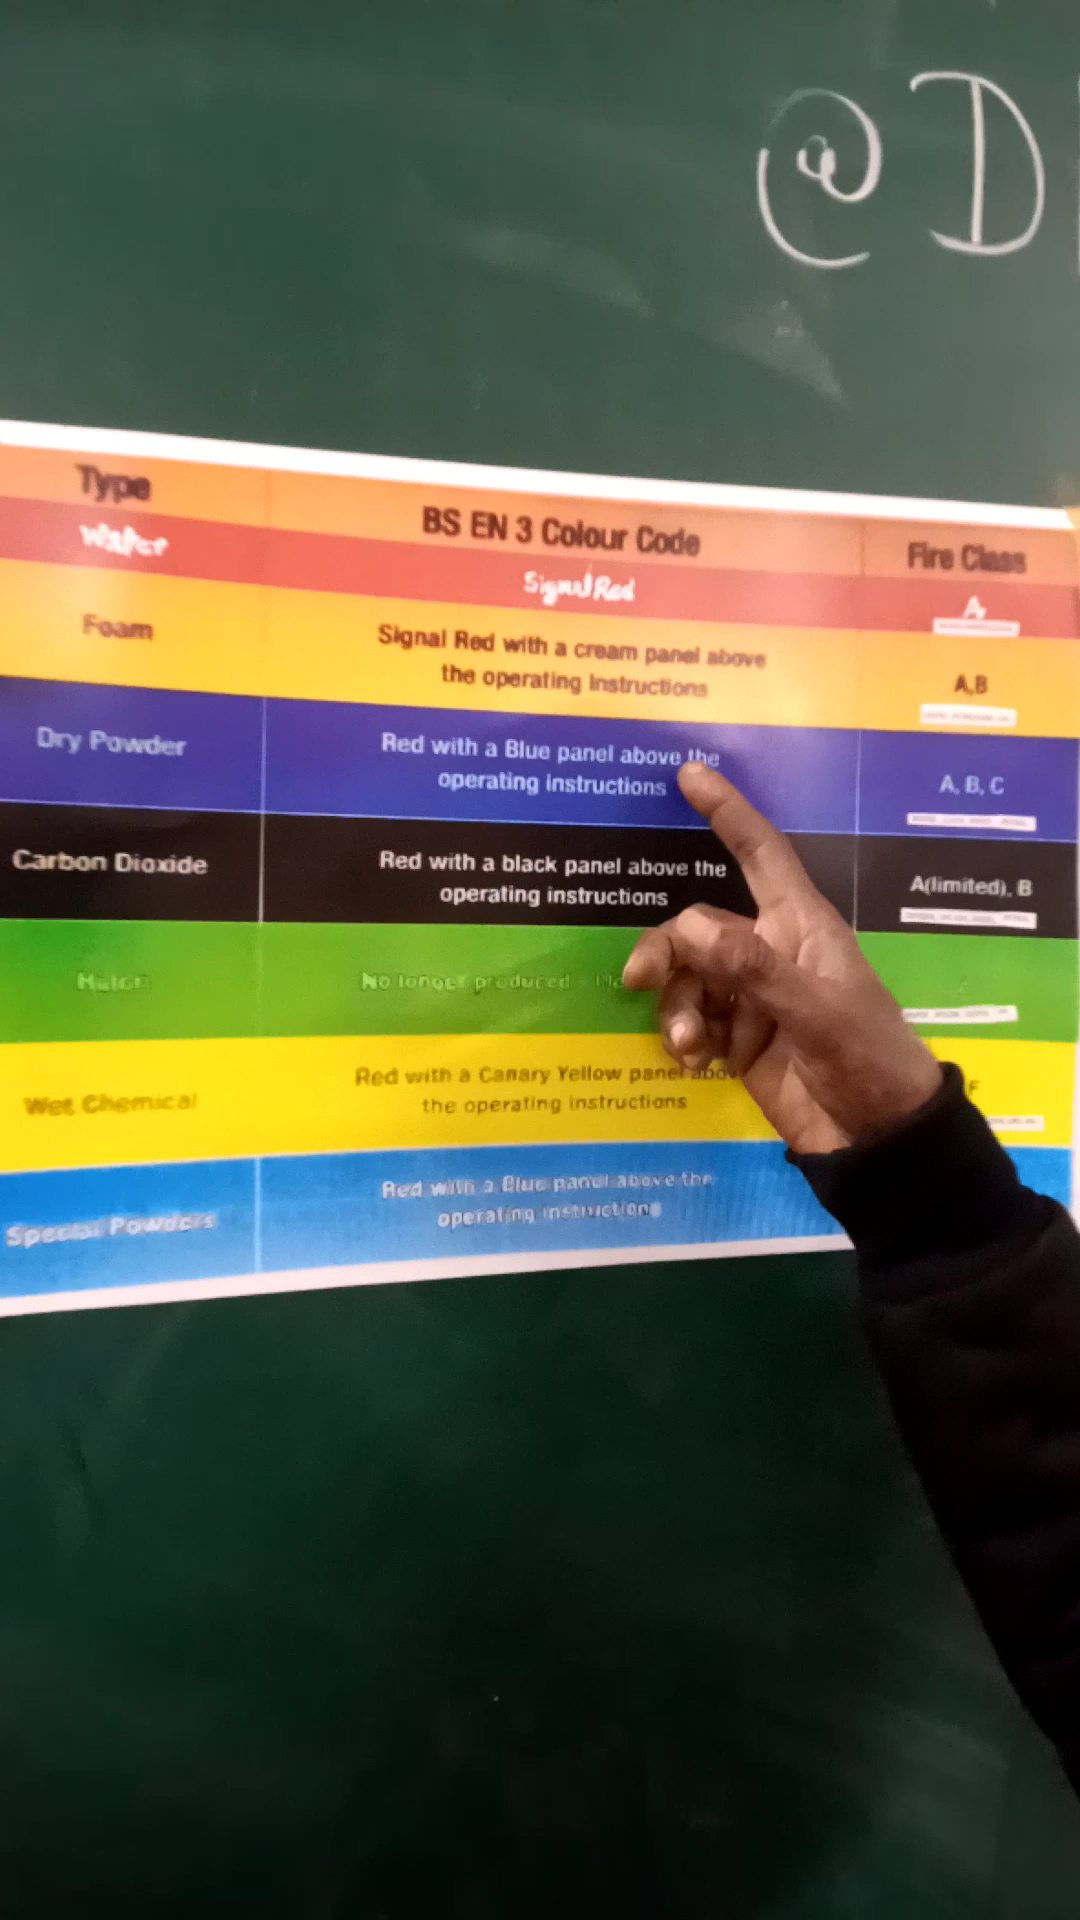 @D
Type
BS EN 3 Colour Code
Fire Class
Water
Signal Red
A,
Foam
Signal Red with a cream panel above
the operating Instructions
A,B
Dry Powder
Red with a Blue panel above the
operating instructions
A, B, C
Carbon Dioxide
Red with a black panel above the
operating instructions
A(limited), B
Halon
No longer produced -
Wet Chemical
Red with a Canary Yellow panel
the operating instructions
F
Special Powders
Red with a Blue panel above the
operating instructions